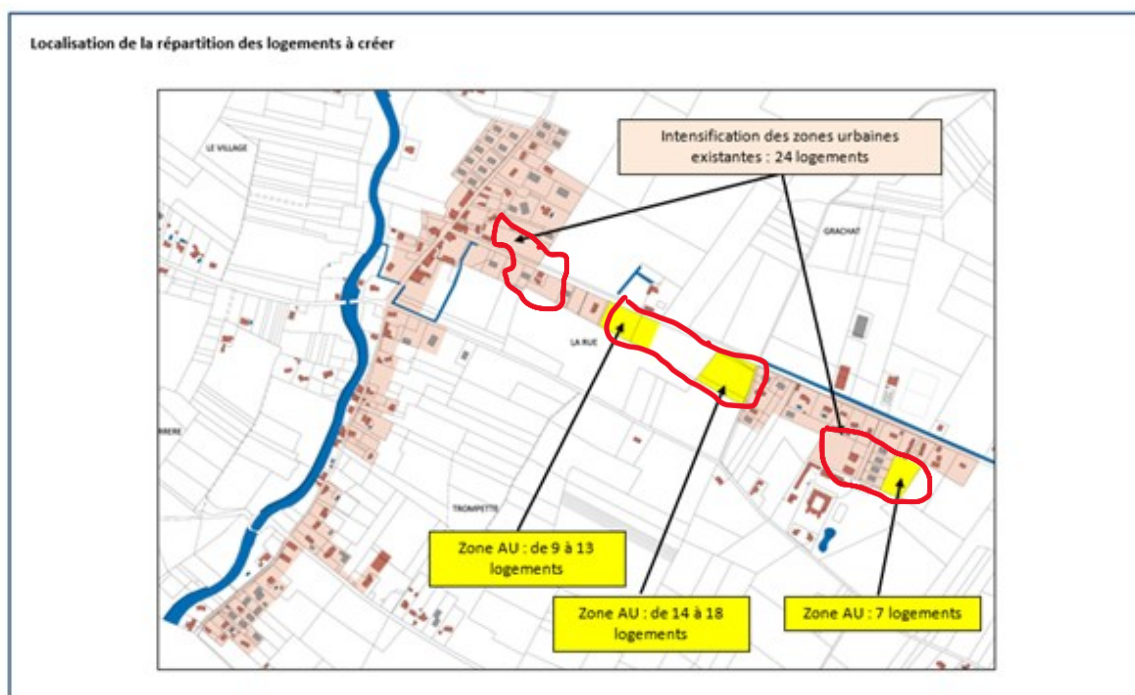 Localisation de la répartition des logements à créer
Intensification des zones urbaines
existantes : 24 logements
LE VILLAGE
GRACHAT
LA RUE
RRERE
TROMPETTE
Zone AU : de 9 à 13
logements
Zone AU : de 14 à 18
logements
Zone AU : 7 logements